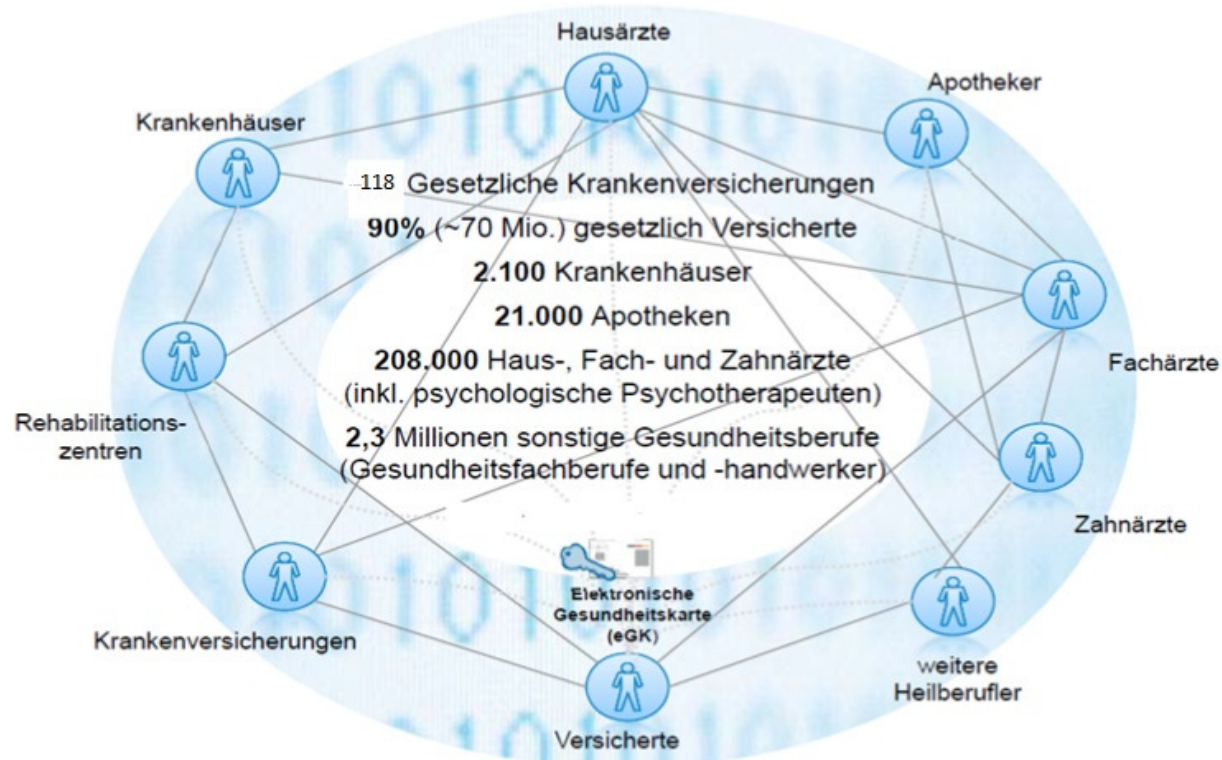 Hausärzte
Apotheker
Krankenhäuser
118 Gesetzliche Krankenversicherungen
90% (~70 Mio.) gesetzlich Versicherte
2.100 Krankenhäuser
21.000 Apotheken
208.000 Haus-, Fach- und Zahnärzte
(inkl. psychologische Psychotherapeuten)
2,3 Millionen sonstige Gesundheitsberufe
(Gesundheitsfachberufe und -handwerker)
Fachärzte
Rehabilitations-
zentren
Zahnärzte
Elektronische
Gesundheitskarte
(eGK)
Krankenversicherungen
weitere
Heilberufler
Versicherte